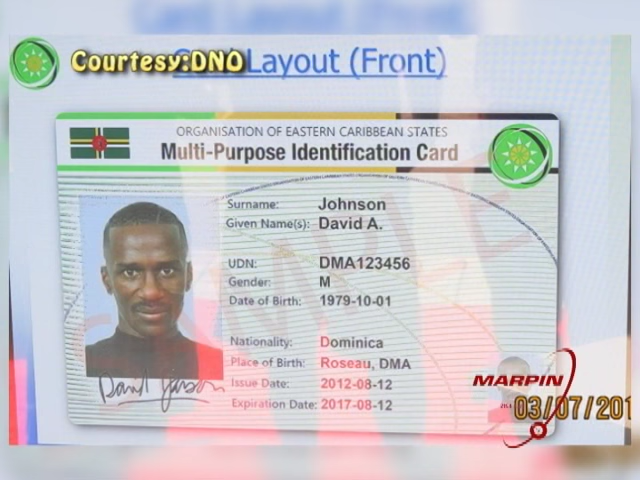 Courtesy:DNO
Layout (Front)
ORGANISATION OF EASTERN CARIBBEAN STATES
Multi-Purpose Identification Card
Surname: Johnson
Given Name(s): David A.
UDN: DMA123456
Gender: M
Date of Birth: 1979-10-01
Nationality: Dominica
Place of Birth: Roseau, DMA
Issue Date: 2012-08-12
Expiration Date: 2017-08-12
SAMPLE
MARPIN
03/07/201